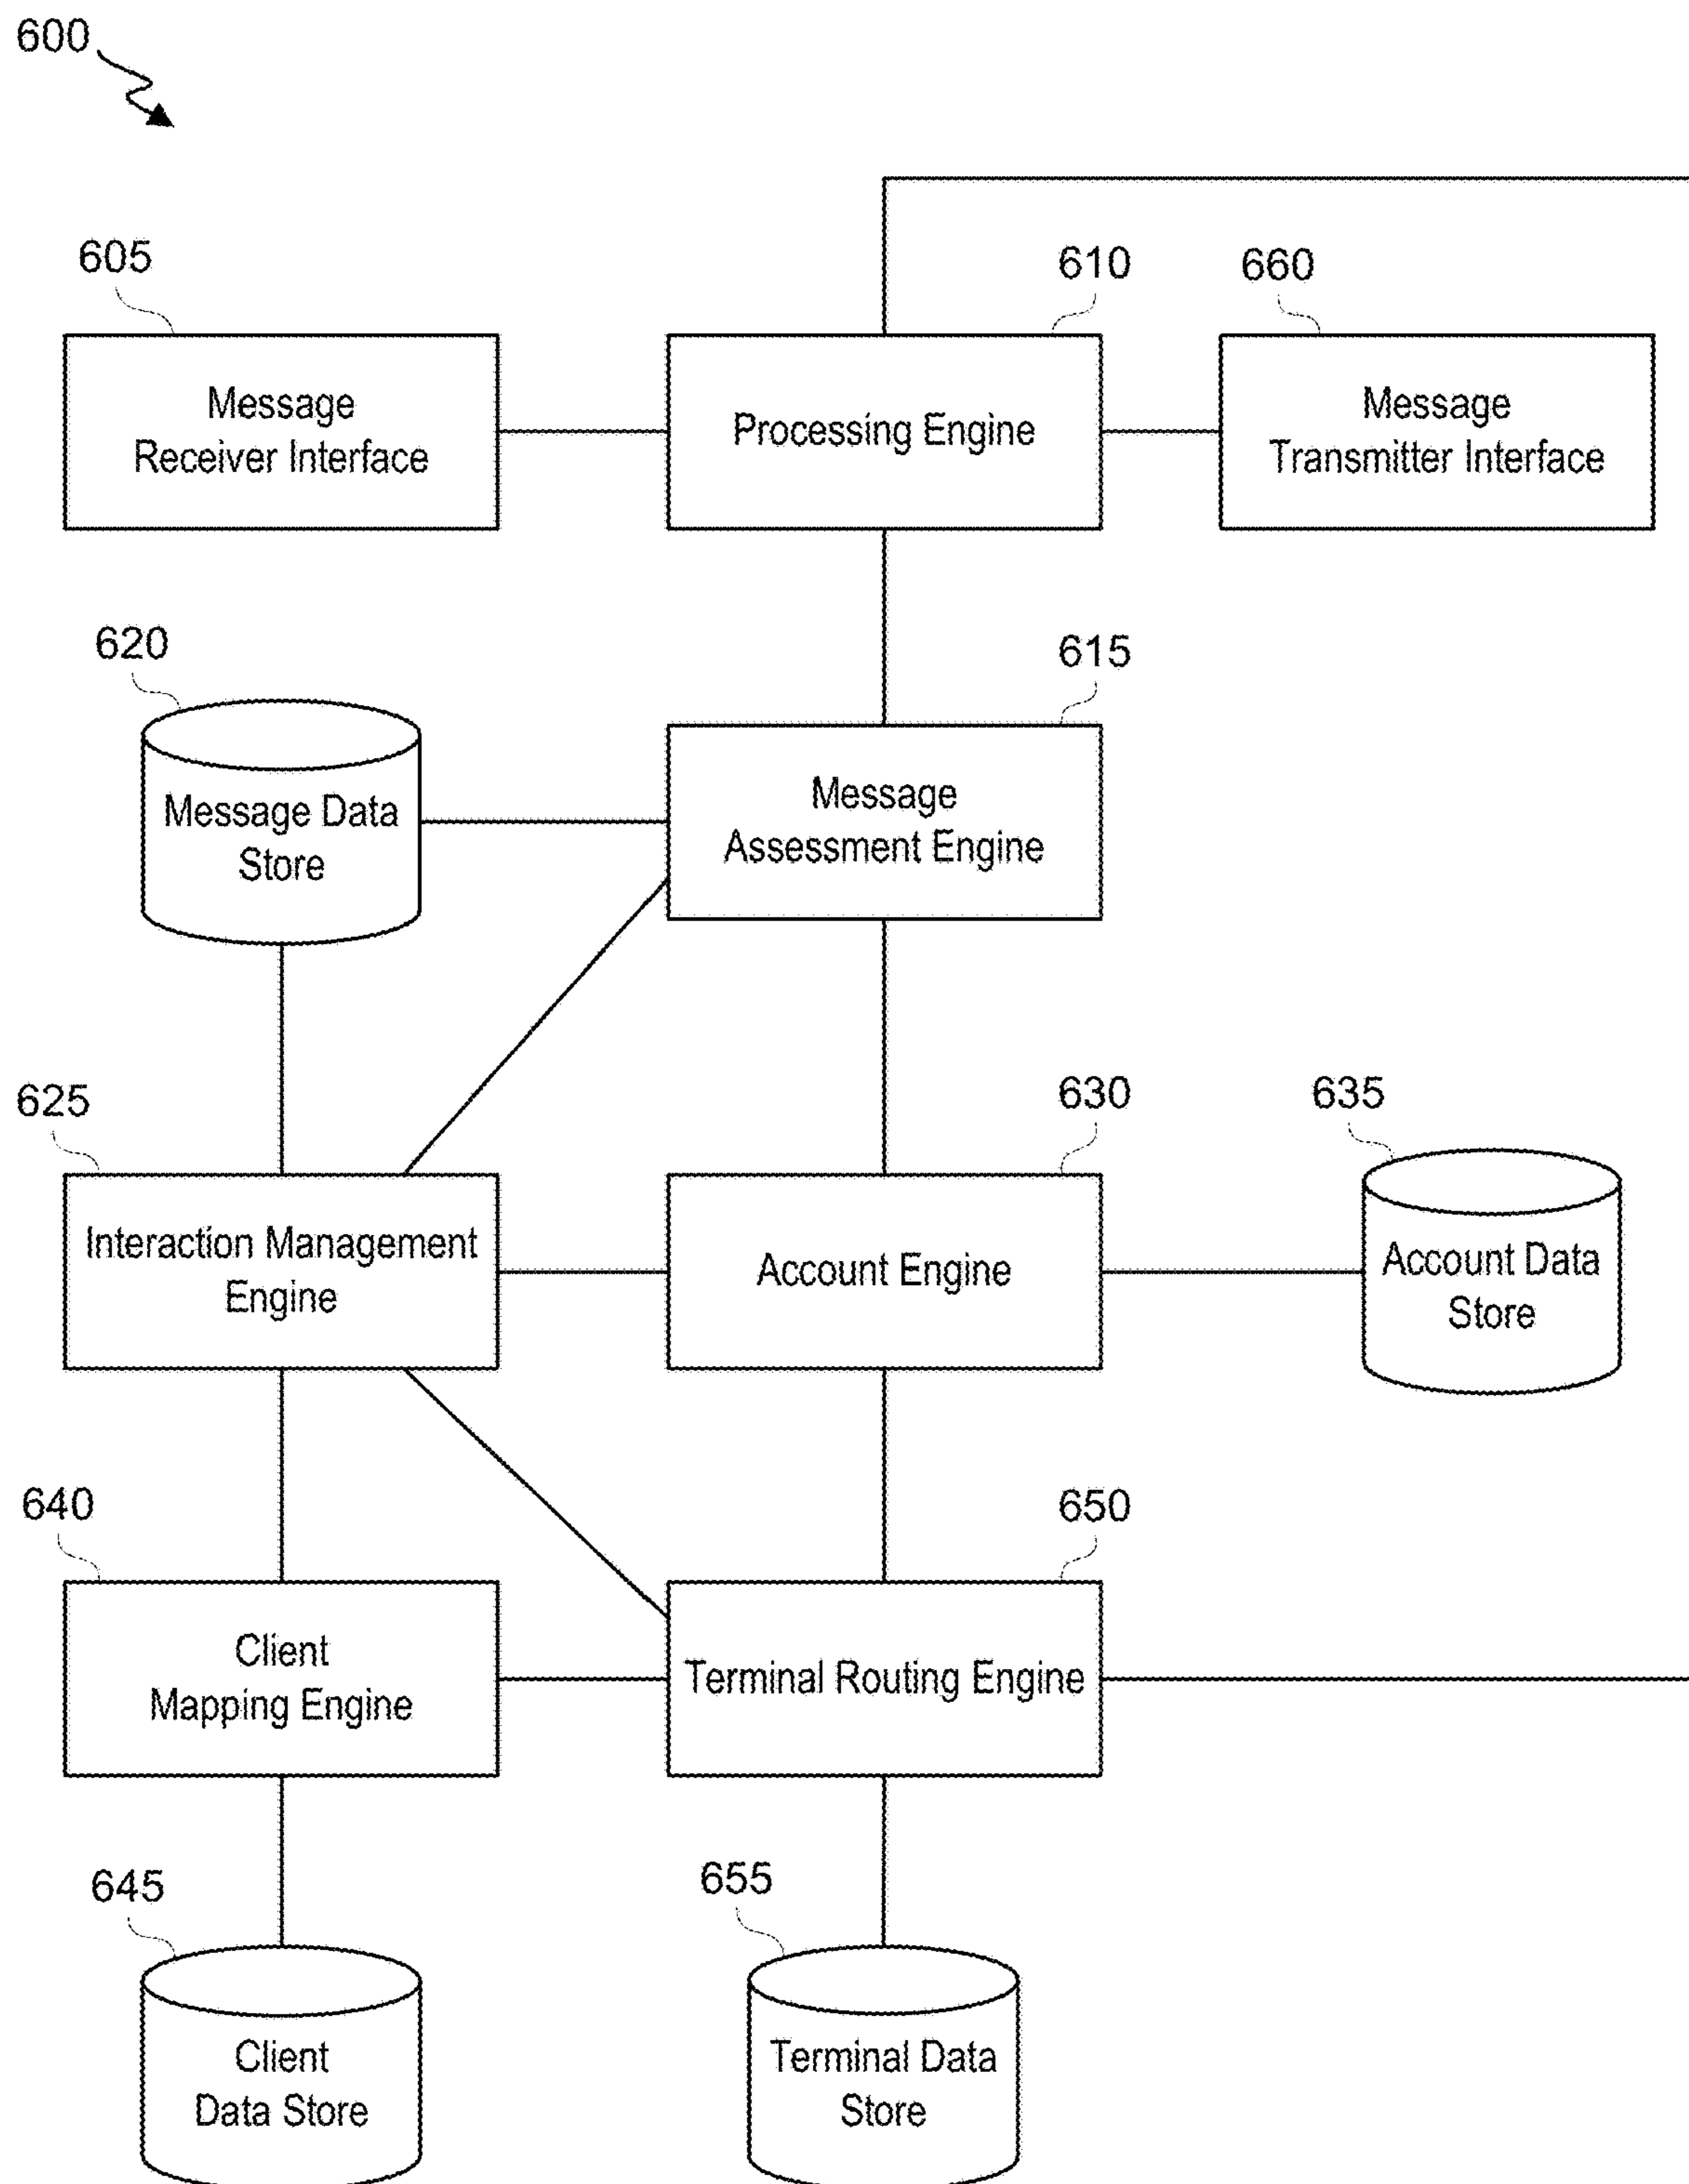 600
605
610
660
Message
Receiver Interface
Processing Engine
Message
Transmitter Interface
620
615
Message Data
Store
Message
Assessment Engine
625
630
635
Interaction Management
Engine
Account Engine
Account Data
Store
640
650
Client
Mapping Engine
Terminal Routing Engine
645
655
Client
Data Store
Terminal Data
Store